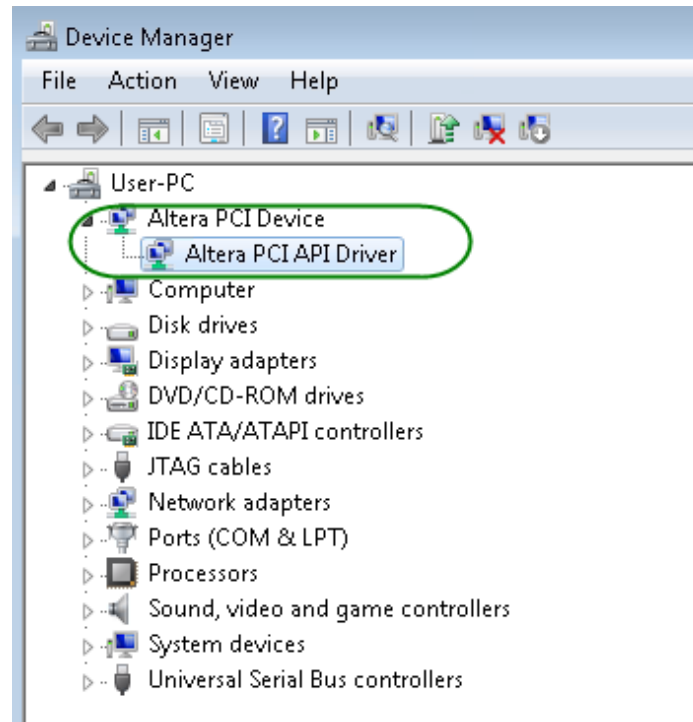 Device Manager
File Action View Help
User-PC
Altera PCI Device
Altera PCI API Driver
Computer
Disk drives
Display adapters
DVD/CD-ROM drives
IDE ATA/ATAPI controllers
JTAG cables
Network adapters
Ports (COM & LPT)
Processors
Sound, video and game controllers
System devices
Universal Serial Bus controllers